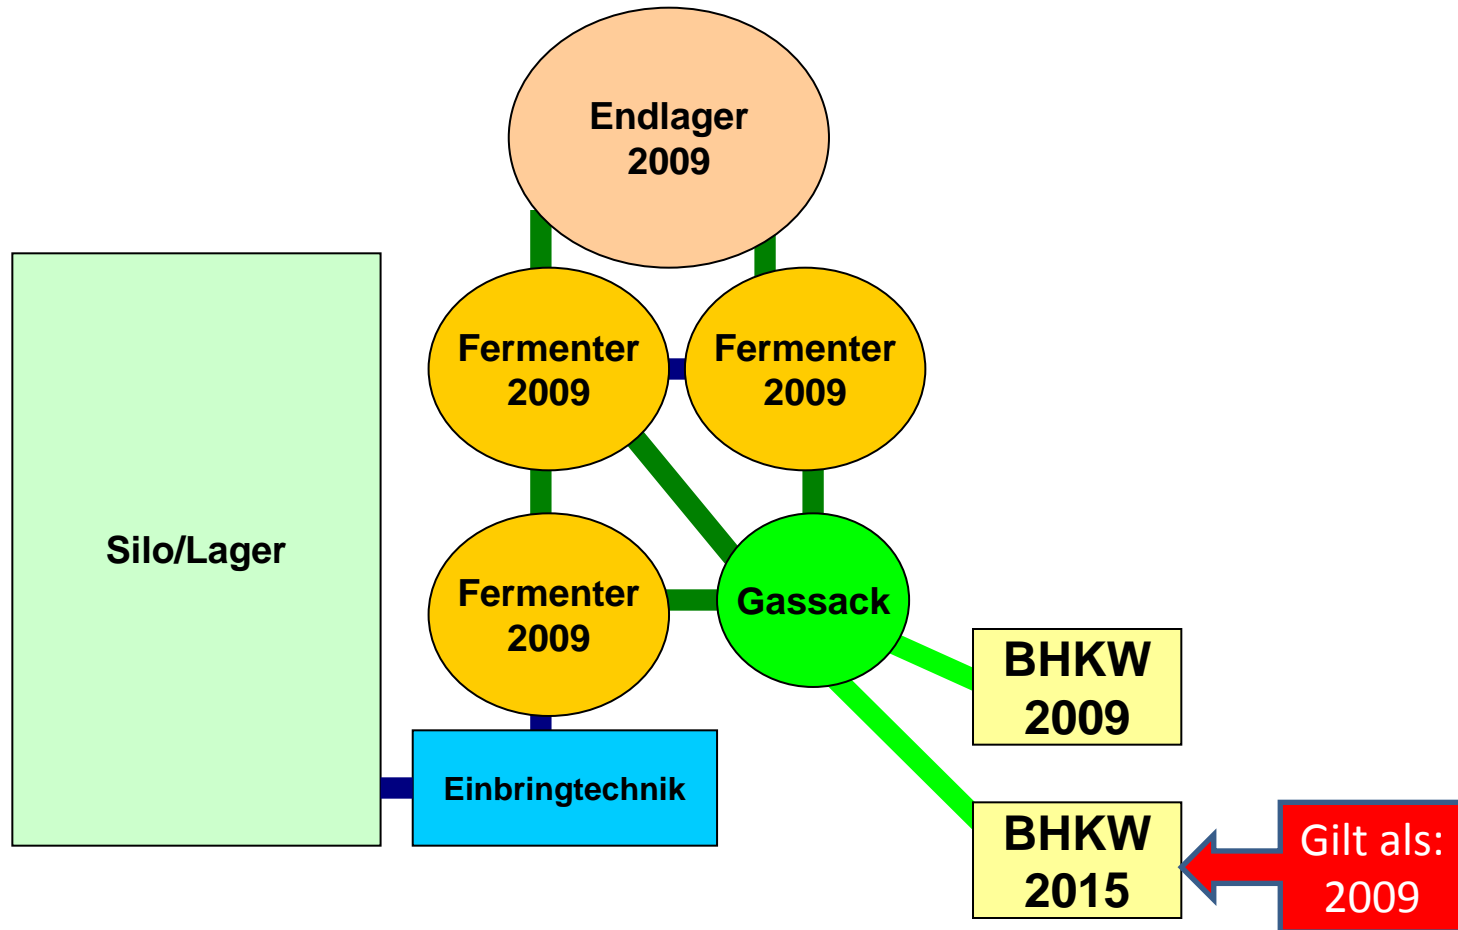 Endlager
2009
Fermenter
2009
Fermenter
2009
Silo/Lager
Fermenter
2009
Gassack
BHKW
2009
Einbringtechnik
BHKW
2015
Gilt als:
2009